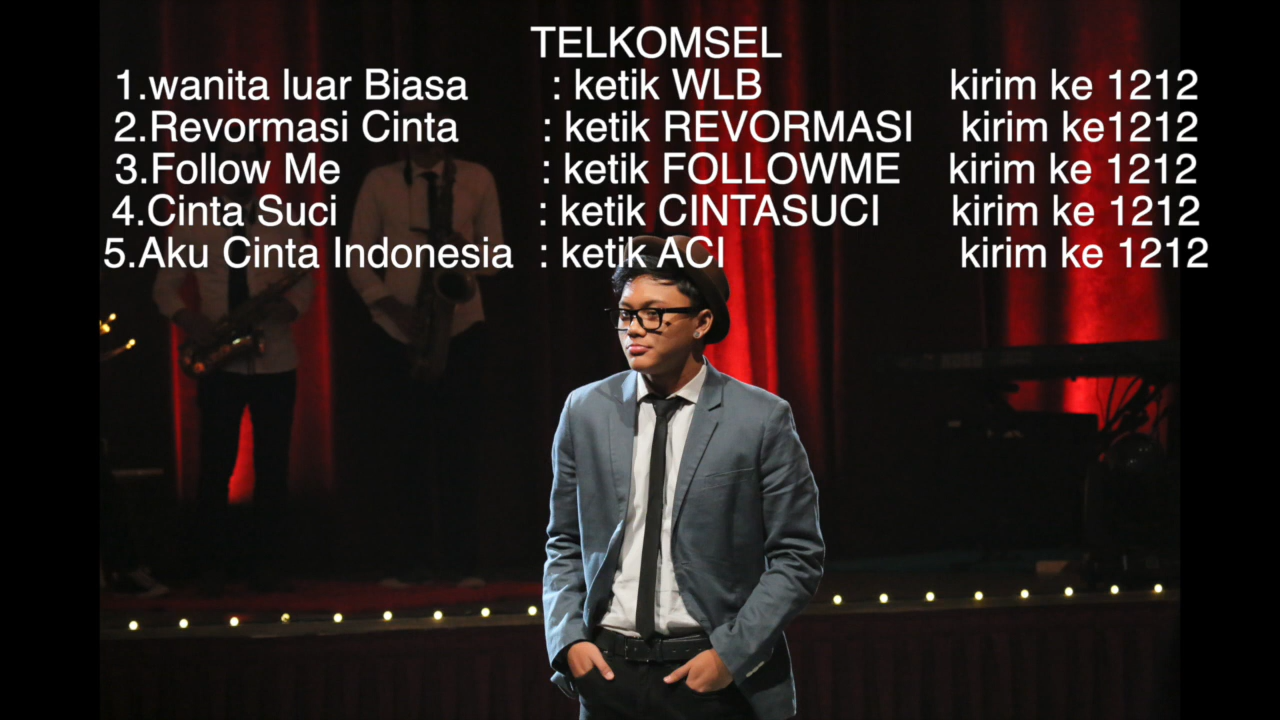 TELKOMSEL
1.wanita luar Biasa : ketik WLB kirim ke 1212
2.Revormasi Cinta : ketik REVORMASI kirim ke1212
3.Follow Me : ketik FOLLOWME kirim ke 1212
4.Cinta Suci : ketik CINTASUCI kirim ke 1212
5.Aku Cinta Indonesia : ketik ACI kirim ke 1212